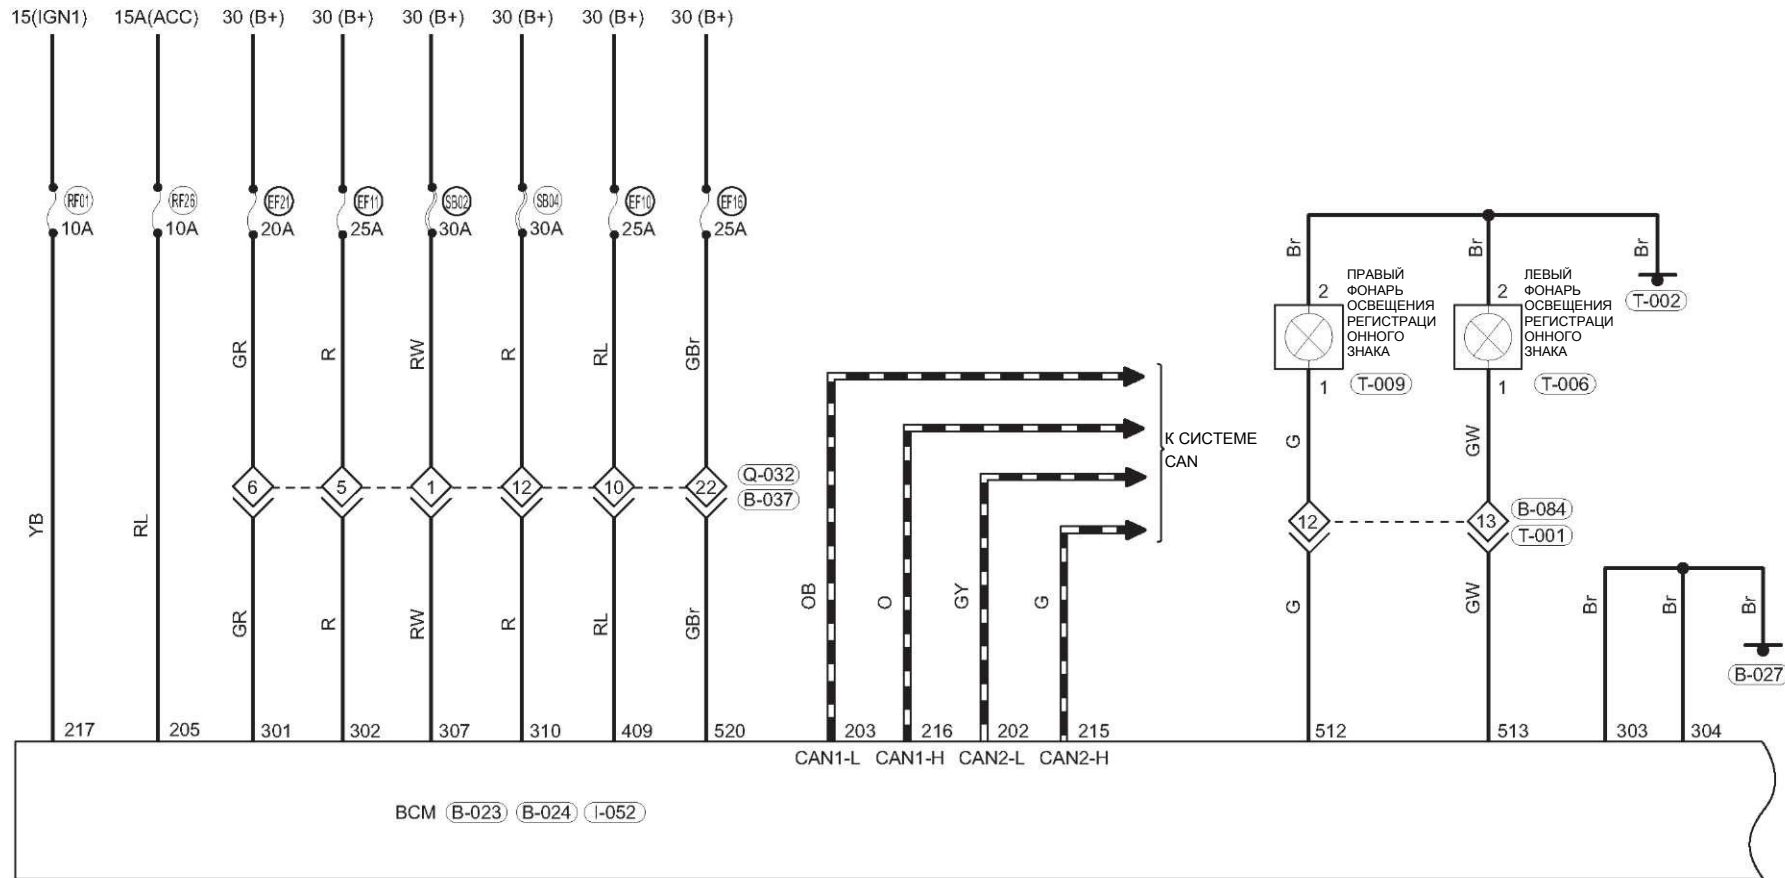 15(IGN1) 15A(ACC) 30 (B+) 30 (B+) 30 (B+) 30 (B+) 30 (B+) 30 (B+)
RF01 RF26 EF21 EF11 SB02 SB04 EF10 EF16
10A 10A 20A 25A 30A 30A 25A 25A
Br Br Br
2 ПРАВЫЙ
ФОНАРЬ
ОСВЕЩЕНИЯ
РЕГИСТРАЦИ
ОННОГО
ЗНАКА
2 ЛЕВЫЙ
ФОНАРЬ
ОСВЕЩЕНИЯ
РЕГИСТРАЦИ
ОННОГО
ЗНАКА
T-002
1 T-009 1 T-006
GR R RW R RL GBr
К СИСТЕМЕ
CAN
G GW
6 5 1 12 10 22 Q-032
B-037
12 13 B-084
T-001
YB RL
GR R RW R RL GBr
OB O GY G
G GW Br Br Br
B-027
217 205 301 302 307 310 409 520 203 216 202 215 512 513 303 304
CAN1-L CAN1-H CAN2-L CAN2-H
BCM B-023 B-024 I-052